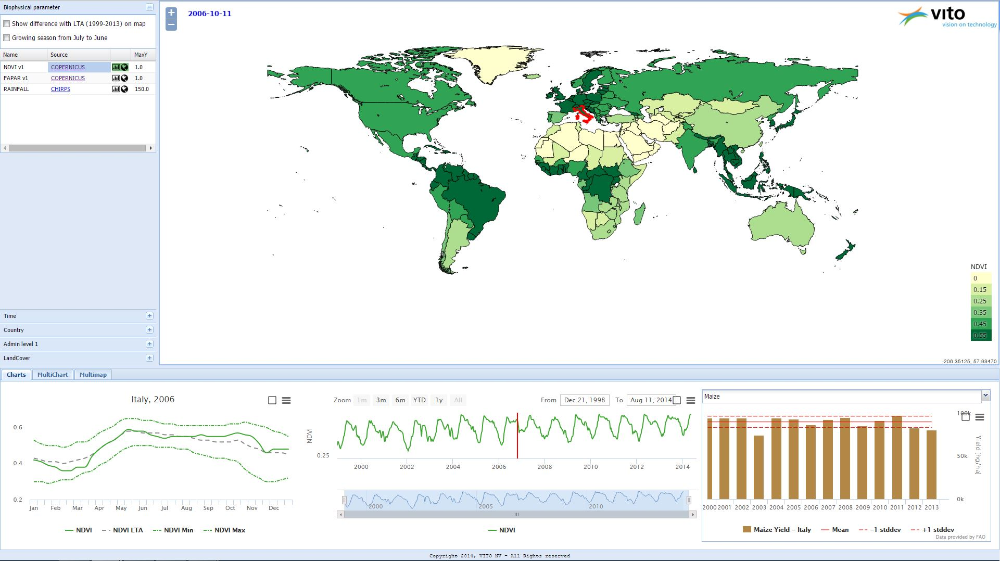 Biophysical parameter
Show difference with LTA (1999-2013) on map
Growing season from July to June
Name Source MaxY
NDVI v1 COPERNICUS 1.0
FAPAR v1 COPERNICUS 1.0
RAINFALL CHIRPS 150.0
Time
Country
Admin level 1
LandCover
+
−
2006-10-11
vito
vision on technology
NDVI
0
0.15
0.25
0.35
0.45
0.55
-206.35125, 57.93470
Charts MultiChart Multimap
Italy, 2006
0.6
0.4
0.2
Jan Feb Mar Apr May Jun Jul Aug Sep Oct Nov Dec
NDVI NDVI LTA NDVI Min NDVI Max
Zoom 1m 3m 6m YTD 1y All From Dec 21, 1998 To Aug 11, 2014
NDVI
0.25
2000 2002 2004 2006 2008 2010 2012 2014
2000 2005 2010
NDVI
Maize
100k
50k
0k
Yield [hg/ha]
2000 2001 2002 2003 2004 2005 2006 2007 2008 2009 2010 2011 2012 2013
Maize Yield - Italy Mean -1 stddev +1 stddev
Data provided by FAO
Copyright 2014, VITO NV - All Rights reserved